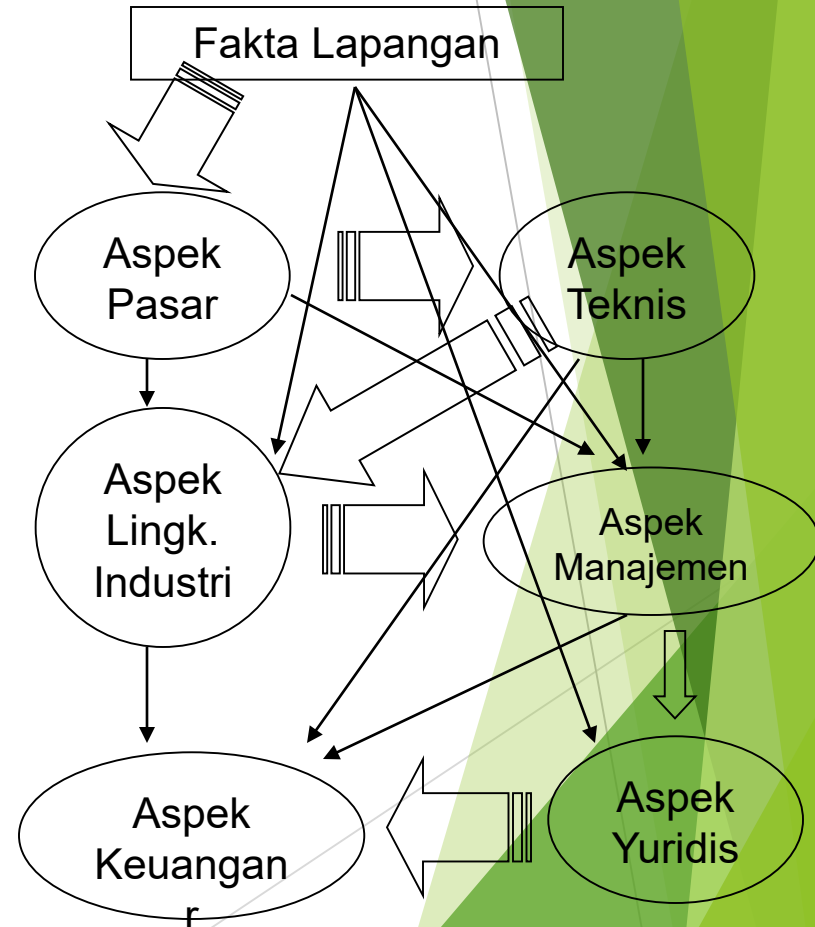 Fakta Lapangan
Aspek
Pasar
Aspek
Teknis
Aspek
Lingk.
Industri
Aspek
Manajemen
Aspek
Keuangan
r
Aspek
Yuridis